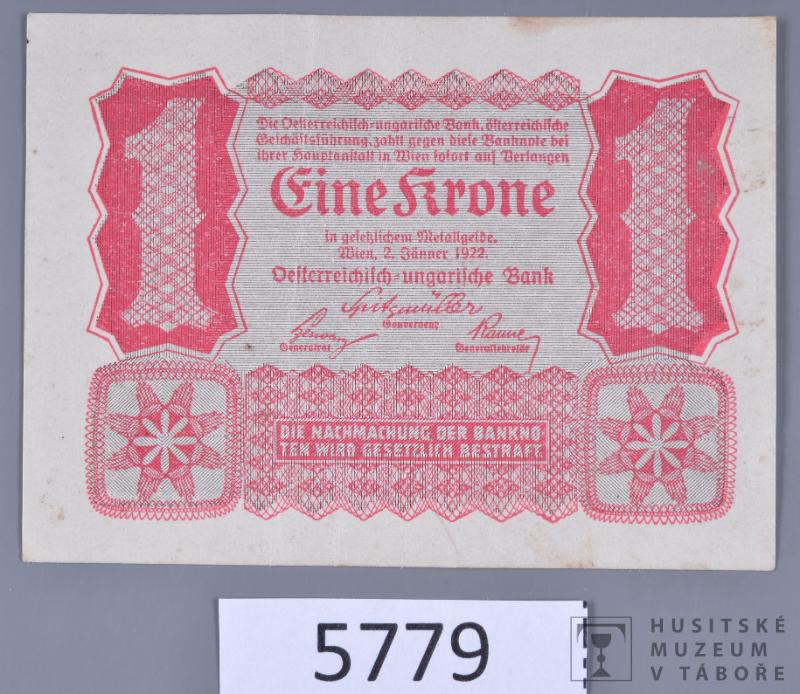 1
1
Die Oesterreichisch-ungarische Bank, österreichische
Geschäftsführung, zahlt gegen diese Banknote bei
ihrer Hauptanstalt in Wien sofort auf Verlangen
Eine Krone
in gesetzlichem Metallgelde.
Wien, 2. Jänner 1922.
Oesterreichisch-ungarische Bank
Spitzmüller
Gouverneur
Generalrat
Generalsekretär
DIE NACHMACHUNG DER BANKNO
TEN WIRD GESETZLICH BESTRAFT
5779
HUSITSKÉ
MUZEUM
V TÁBOŘE